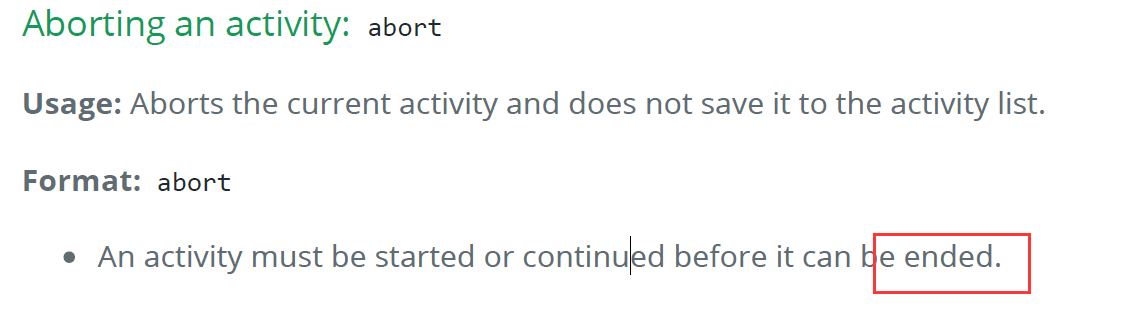 Aborting an activity: abort
Usage: Aborts the current activity and does not save it to the activity list.
Format: abort
• An activity must be started or continued before it can be ended.